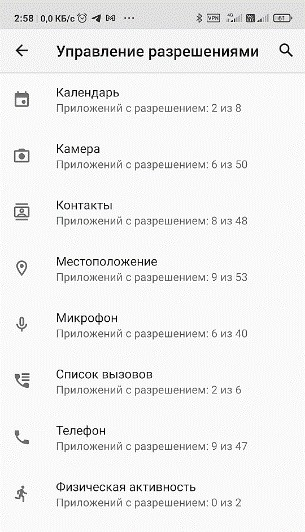 2:58 | 0,0 КБ/с ...
Управление разрешениями
Календарь
Приложений с разрешением: 2 из 8
Камера
Приложений с разрешением: 6 из 50
Контакты
Приложений с разрешением: 8 из 48
Местоположение
Приложений с разрешением: 9 из 53
Микрофон
Приложений с разрешением: 6 из 40
Список вызовов
Приложений с разрешением: 2 из 6
Телефон
Приложений с разрешением: 9 из 47
Физическая активность
Приложений с разрешением: 0 из 2